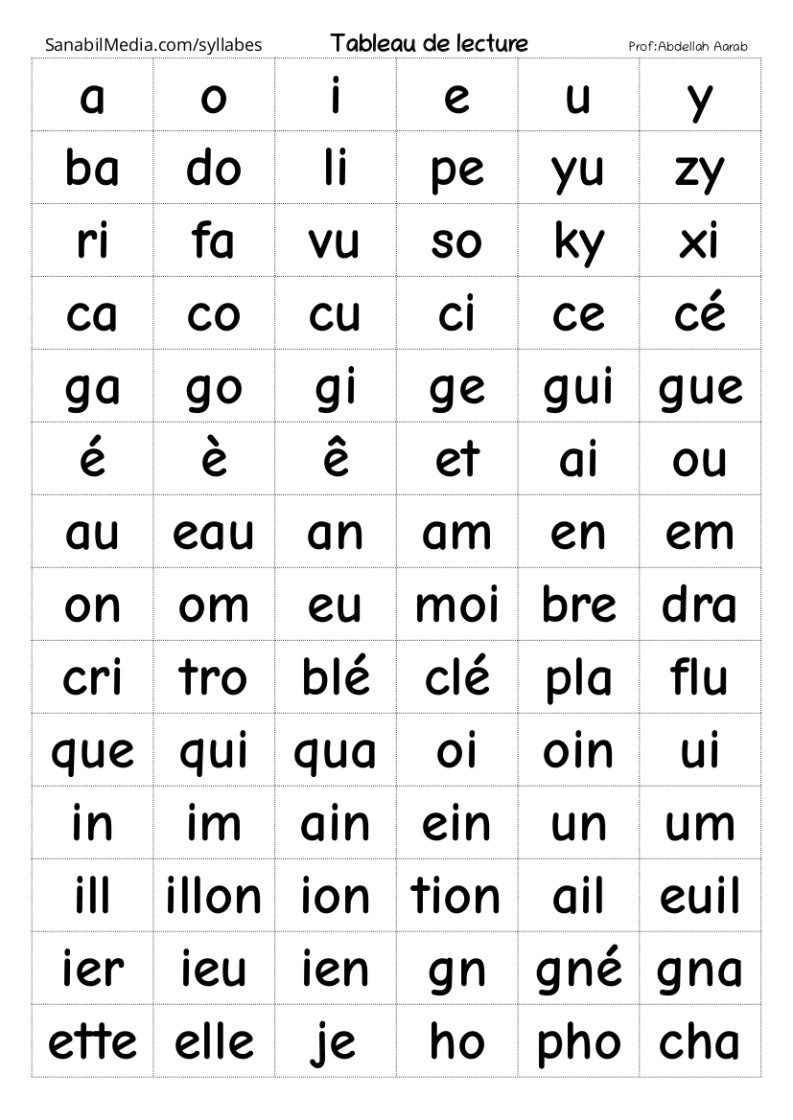 SanabilMedia.com/syllabes Tableau de lecture Prof:Abdellah Aarab
a o i e u y
ba do li pe yu zy
ri fa vu so ky xi
ca co cu ci ce cé
ga go gi ge gui gue
é è ê et ai ou
au eau an am en em
on om eu moi bre dra
cri tro blé clé pla flu
que qui qua oi oin ui
in im ain ein un um
ill illon ion tion ail euil
ier ieu ien gn gné gna
ette elle je ho pho cha